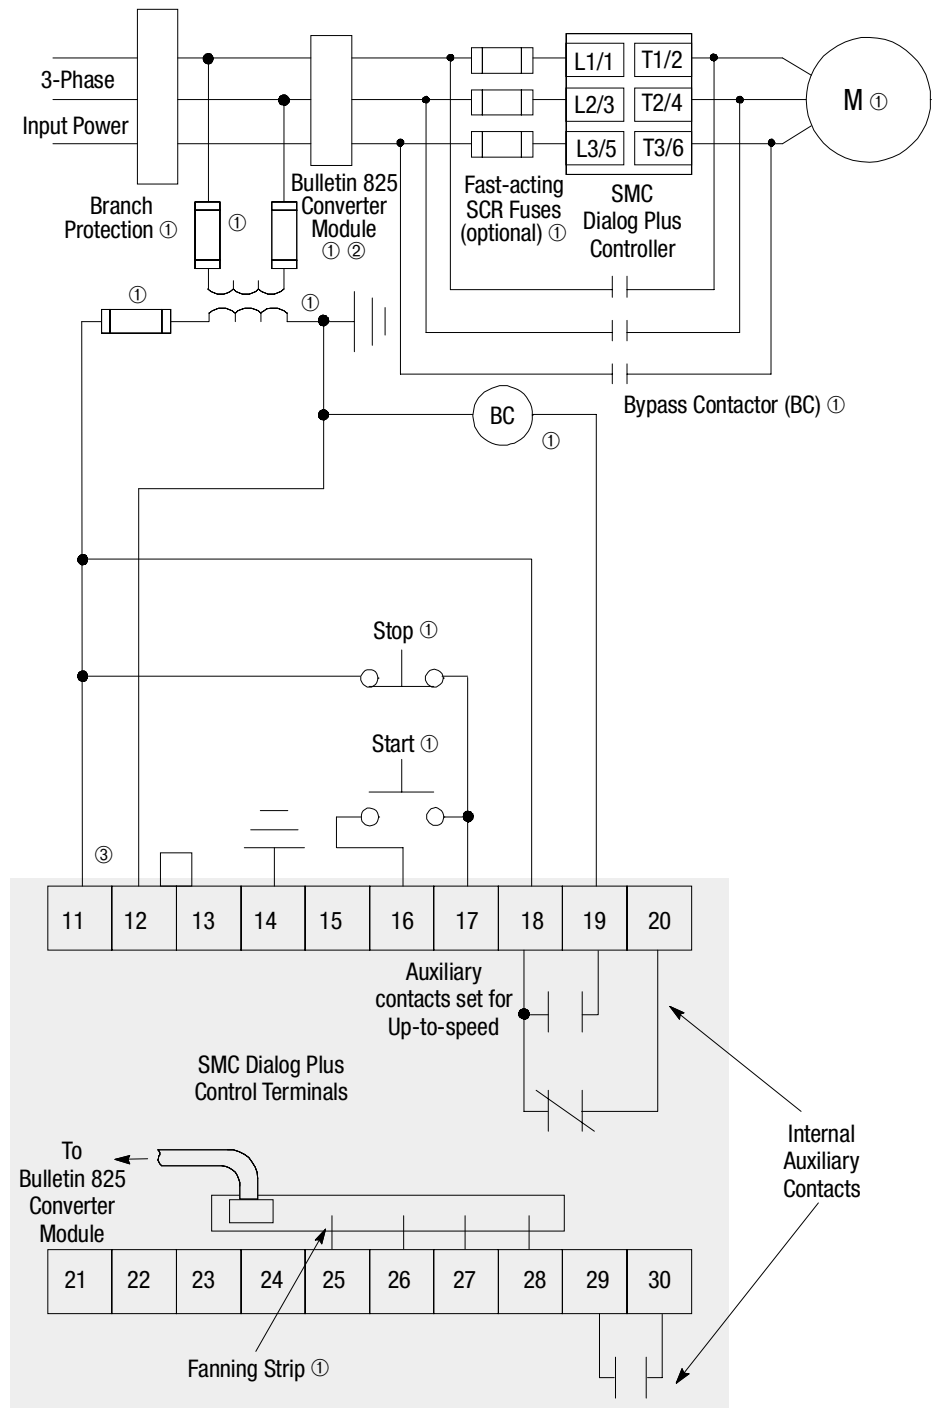 3-Phase
Input Power
L1/1
T1/2
L2/3
T2/4
L3/5
T3/6
M ①
Branch
Protection ①
①
Bulletin 825
Converter
Module
① ②
Fast-acting
SCR Fuses
(optional) ①
SMC
Dialog Plus
Controller
①
①
Bypass Contactor (BC) ①
BC
①
Stop ①
Start ①
③
11
12
13
14
15
16
17
18
19
20
Auxiliary
contacts set for
Up-to-speed
SMC Dialog Plus
Control Terminals
To
Bulletin 825
Converter
Module
Internal
Auxiliary
Contacts
21
22
23
24
25
26
27
28
29
30
Fanning Strip ①